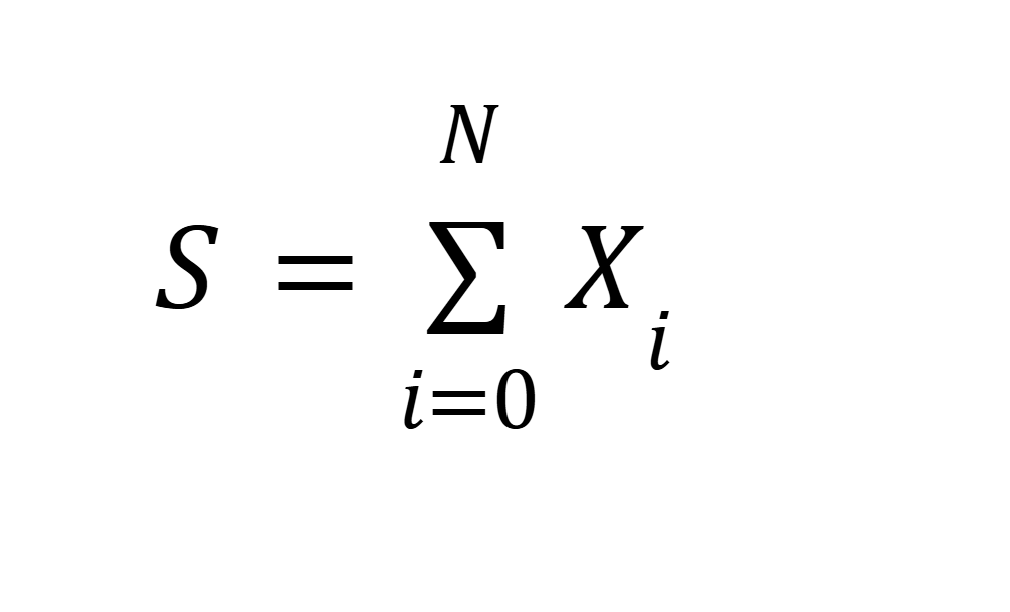 N
S = ∑ X i
i=0